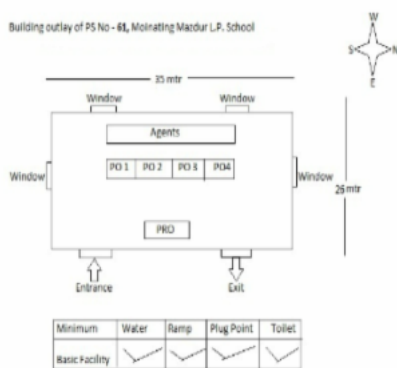 Building outlay of PS No - 61, Moinating Mazdur L.P. School
W
S N
E
35 mtr
Window Window
Agents
PO 1 PO 2 PO 3 PO4
Window Window
26 mtr
PRO
Entrance Exit
Minimum Water Ramp Plug Point Toilet
Basic Facility